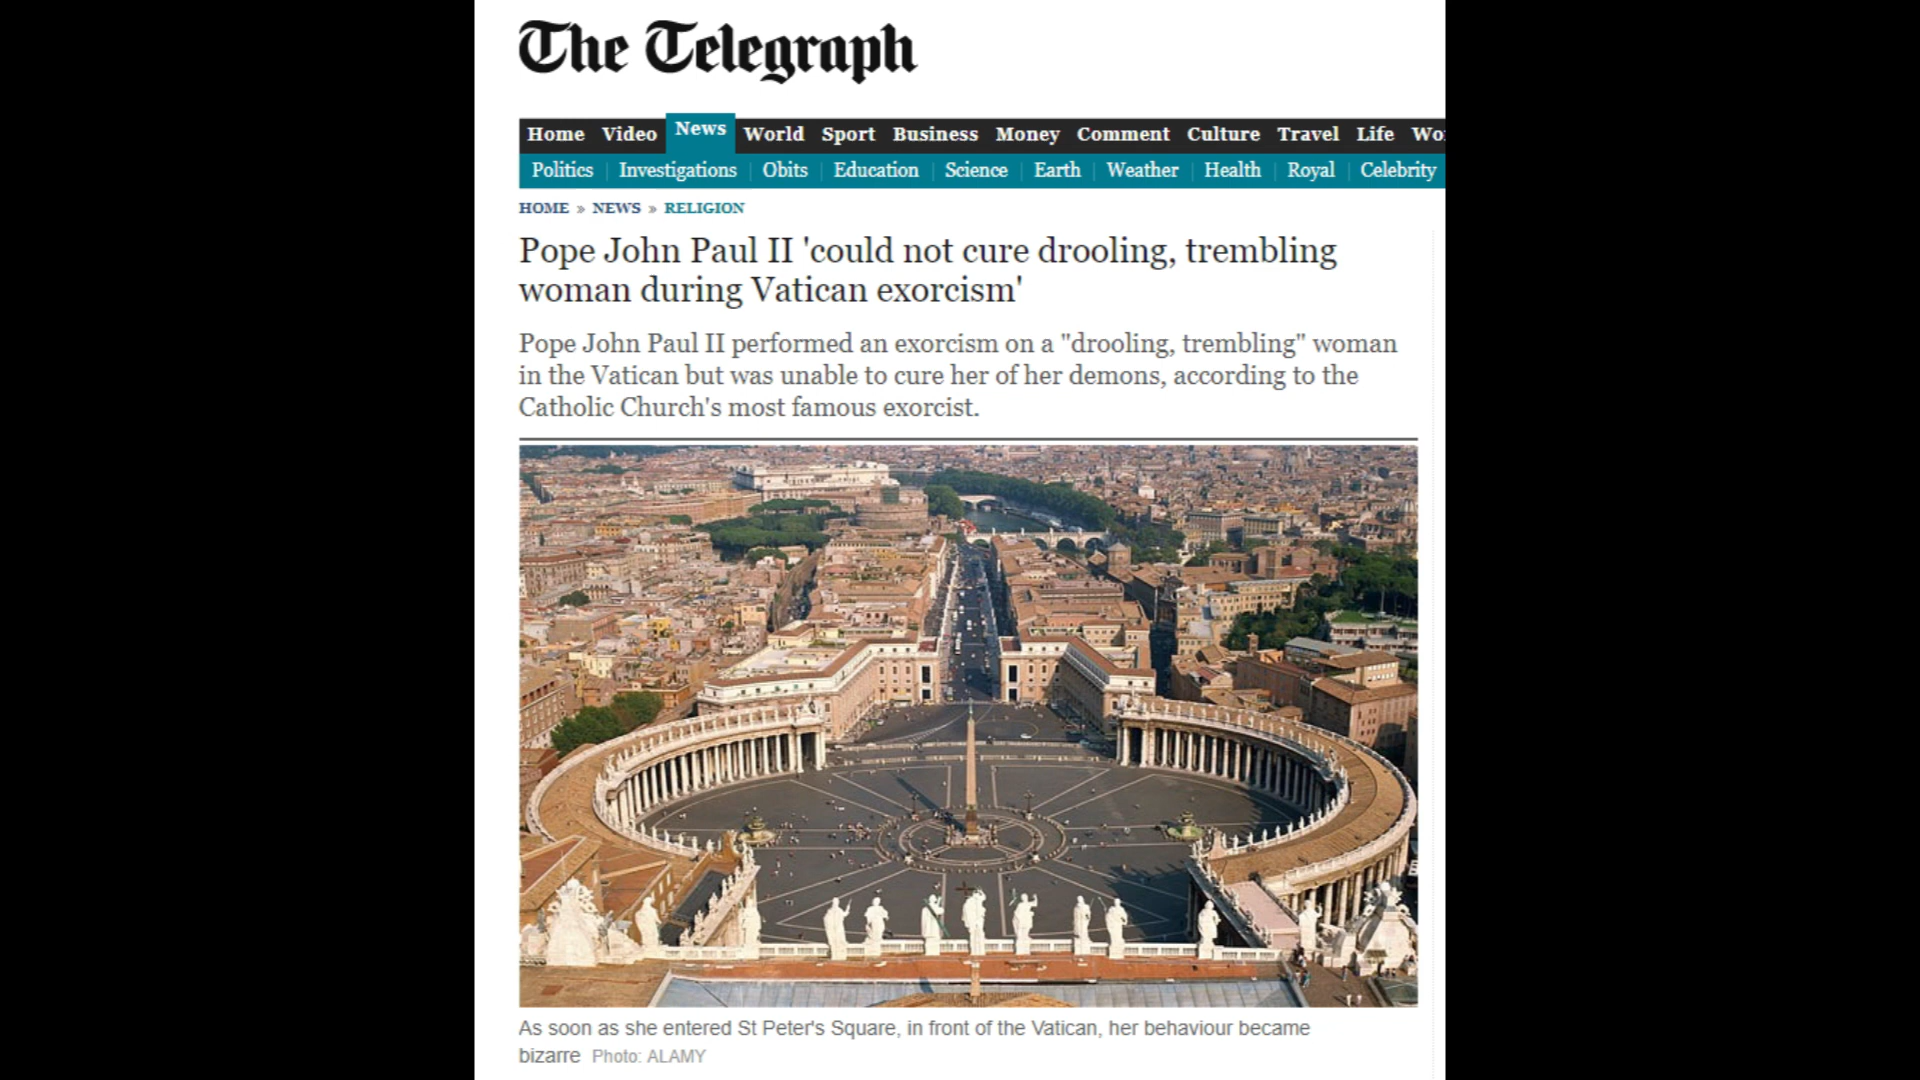 The Telegraph
Home Video News World Sport Business Money Comment Culture Travel Life
Politics Investigations Obits Education Science Earth Weather Health Royal Celebrity
HOME » NEWS » RELIGION
Pope John Paul II 'could not cure drooling, trembling
woman during Vatican exorcism'
Pope John Paul II performed an exorcism on a "drooling, trembling" woman
in the Vatican but was unable to cure her of her demons, according to the
Catholic Church's most famous exorcist.
As soon as she entered St Peter's Square, in front of the Vatican, her behaviour became
bizarre Photo: ALAMY